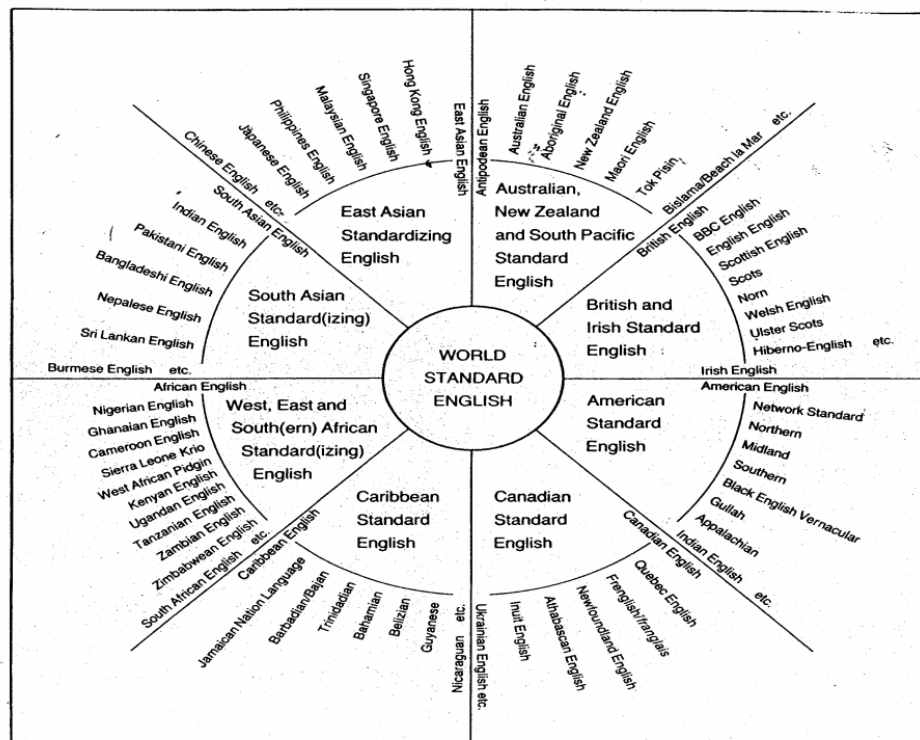 WORLD
STANDARD
ENGLISH
Australian,
New Zealand
and South Pacific
Standard
English
Antipodean English
Australian English
Aboriginal English
New Zealand English
Maori English
Tok Pisin
Bislama/Beach la Mar etc.
British and
Irish Standard
English
British English
BBC English
English English
Scottish English
Scots
Norn
Welsh English
Ulster Scots
Hiberno-English etc.
Irish English
American
Standard
English
American English
Network Standard
Northern
Midland
Southern
Black English Vernacular
Gullah
Appalachian
Indian English etc.
Canadian
Standard
English
Canadian English
Quebec English
Frenglish/franglais
Newfoundland English
Athabascan English
Inuit English
Ukrainian English etc.
Caribbean
Standard
English
Caribbean English
Jamaican Nation Language
Barbadian/Bajan
Trinidadian
Bahamian
Belizian
Guyanese
Nicaraguan etc.
West, East and
South(ern) African
Standard(izing)
English
African English
Nigerian English
Ghanaian English
Cameroon English
Sierra Leone Krio
West African Pidgin
Kenyan English
Ugandan English
Tanzanian English
Zambian English
Zimbabwean English
South African English etc.
South Asian
Standard(izing)
English
South Asian English
Indian English
Pakistani English
Bangladeshi English
Nepalese English
Sri Lankan English
Burmese English etc.
East Asian
Standardizing
English
East Asian English
Hong Kong English
Singapore English
Malaysian English
Philippines English
Japanese English
Chinese English etc.